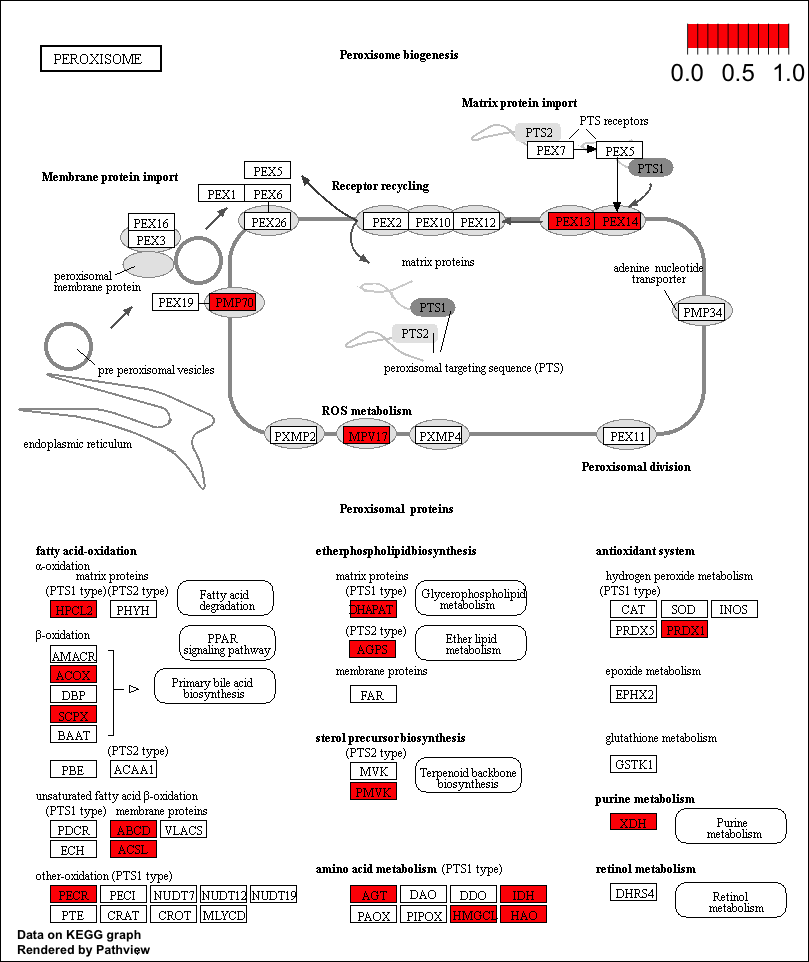 PEROXISOME
Peroxisome biogenesis
0.0 0.5 1.0
Matrix protein import
PTS2
PTS receptors
PEX7
PEX5
PTS1
Membrane protein import
PEX5
PEX1
PEX6
PEX26
Receptor recycling
PEX2
PEX10
PEX12
PEX13
PEX14
PEX16
PEX3
peroxisomal
membrane protein
matrix proteins
adenine nucleotide
transporter
PEX19
PMP70
PTS1
PTS2
PMP34
pre peroxisomal vesicles
peroxisomal targeting sequence (PTS)
endoplasmic reticulum
ROS metabolism
PXMP2
MPV17
PXMP4
PEX11
Peroxisomal division
Peroxisomal proteins
fatty acid-oxidation
α-oxidation
matrix proteins
(PTS1 type) (PTS2 type)
HPCL2
PHYH
Fatty acid
degradation
β-oxidation
AMACR
ACOX
DBP
SCPX
BAAT
PPAR
signaling pathway
Primary bile acid
biosynthesis
(PTS2 type)
PBE
ACAA1
unsaturated fatty acid β-oxidation
(PTS1 type) membrane proteins
PDCR
ABCD
VLACS
ECH
ACSL
other-oxidation (PTS1 type)
PECR
PECI
NUDT7
NUDT12
NUDT19
PTE
CRAT
CROT
MLYCD
etherphospholipidbiosynthesis
matrix proteins
(PTS1 type)
DHAPAT
Glycerophospholipid
metabolism
(PTS2 type)
AGPS
Ether lipid
metabolism
membrane proteins
FAR
sterol precursor biosynthesis
(PTS2 type)
MVK
PMVK
Terpenoid backbone
biosynthesis
amino acid metabolism (PTS1 type)
AGT
DAO
DDO
IDH
PAOX
PIPOX
HMGCL
HAO
antioxidant system
hydrogen peroxide metabolism
(PTS1 type)
CAT
SOD
INOS
PRDX5
PRDX1
epoxide metabolism
EPHX2
glutathione metabolism
GSTK1
purine metabolism
XDH
Purine
metabolism
retinol metabolism
DHRS4
Retinol
metabolism
Data on KEGG graph
Rendered by Pathview